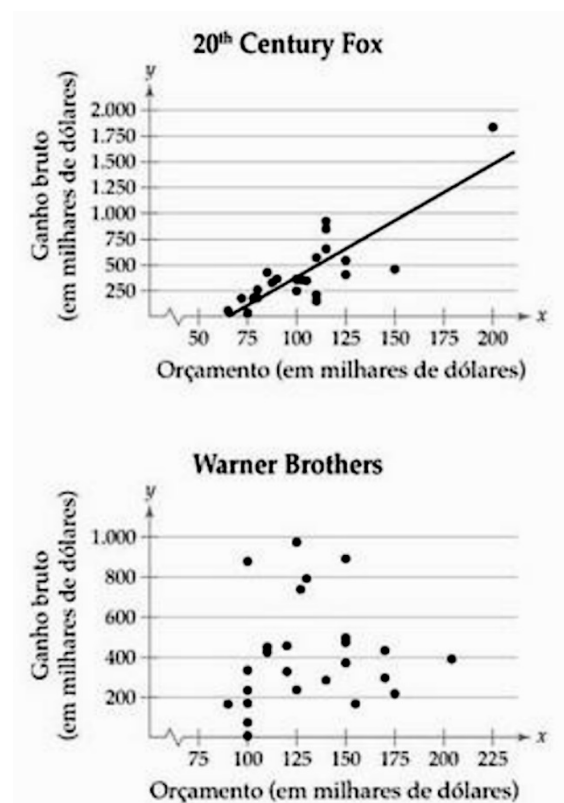 20th Century Fox
y
Ganho bruto
(em milhares de dólares)
2.000
1.750
1.500
1.250
1.000
750
500
250
50 75 100 125 150 175 200
x
Orçamento (em milhares de dólares)
Warner Brothers
y
Ganho bruto
(em milhares de dólares)
1.000
800
600
400
200
75 100 125 150 175 200 225
x
Orçamento (em milhares de dólares)